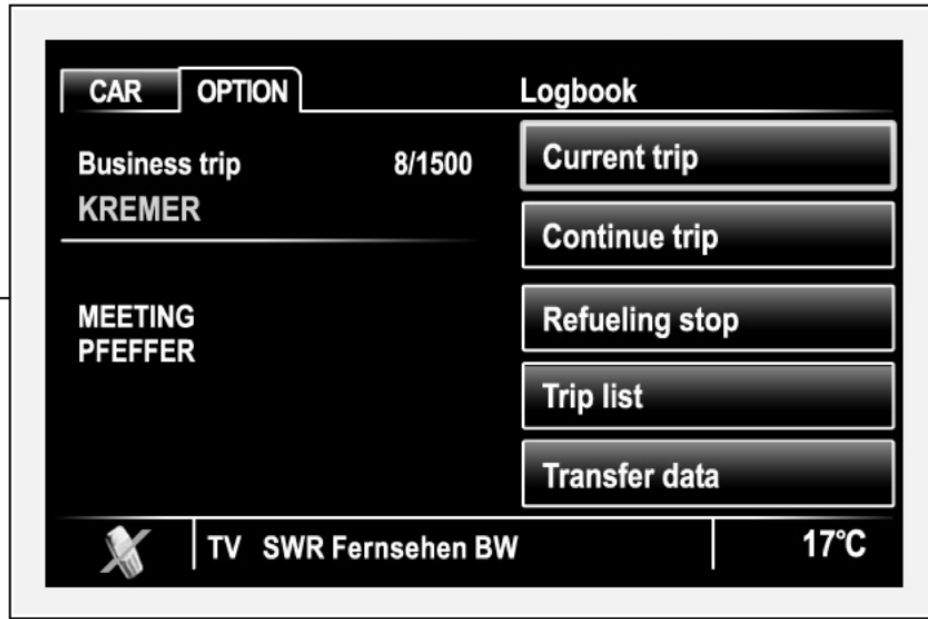 CAR OPTION Logbook
Business trip 8/1500
KREMER
MEETING
PFEFFER
Current trip
Continue trip
Refueling stop
Trip list
Transfer data
TV SWR Fernsehen BW 17°C